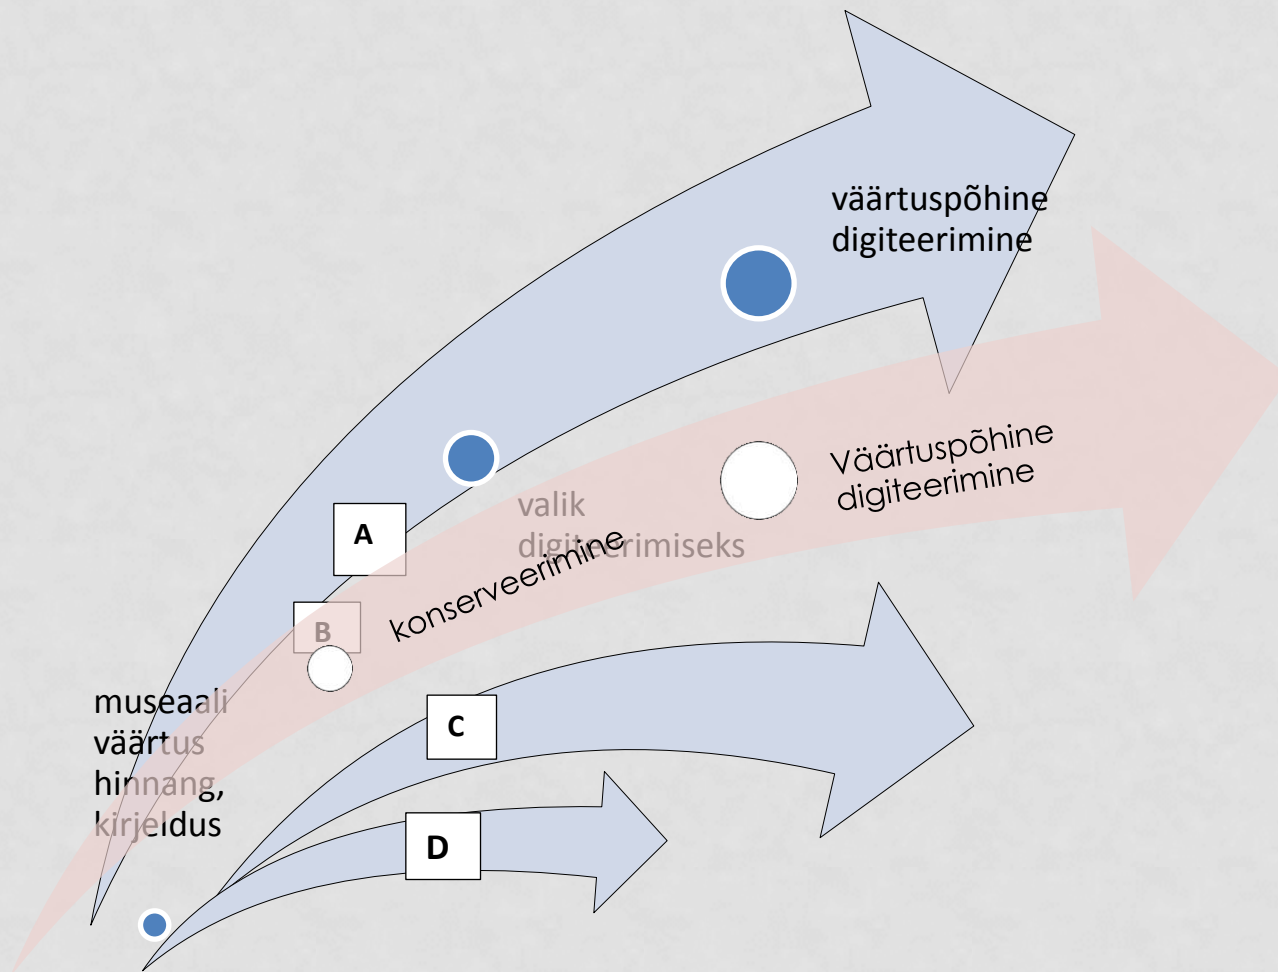 väärtuspõhine
digiteerimine
Väärtuspõhine
digiteerimine
valik
digiteerimiseks
A
konserveerimine
B
museaali
väärtus
hinnang,
kirjeldus
C
D